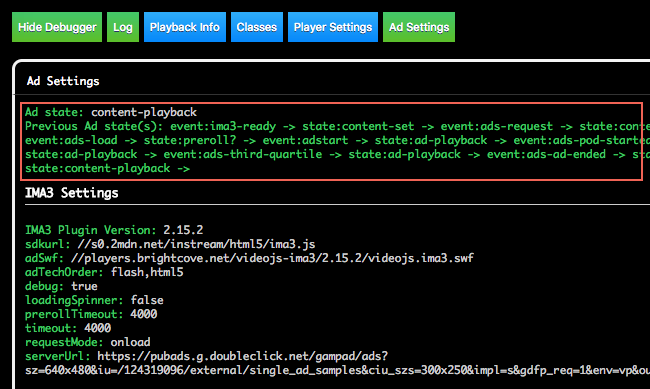 Hide Debugger Log Playback Info Classes Player Settings Ad Settings
Ad Settings
Ad state: content-playback
Previous Ad state(s): event:ima3-ready -> state:content-set -> event:ads-request -> state:conte
event:ads-load -> state:preroll? -> event:adstart -> state:ad-playback -> event:ads-pod-started
state:ad-playback -> event:ads-third-quartile -> state:ad-playback -> event:ads-ad-ended -> sta
state:content-playback ->
IMA3 Settings
IMA3 Plugin Version: 2.15.2
sdkurl: //s0.2mdn.net/instream/html5/ima3.js
adSwf: //players.brightcove.net/videojs-ima3/2.15.2/videojs.ima3.swf
adTechOrder: flash,html5
debug: true
loadingSpinner: false
prerollTimeout: 4000
timeout: 4000
requestMode: onload
serverUrl: https://pubads.g.doubleclick.net/gampad/ads?
sz=640x480&iu=/124319096/external/single_ad_samples&ciu_szs=300x250&impl=s&gdfp_req=1&env=vp&ou